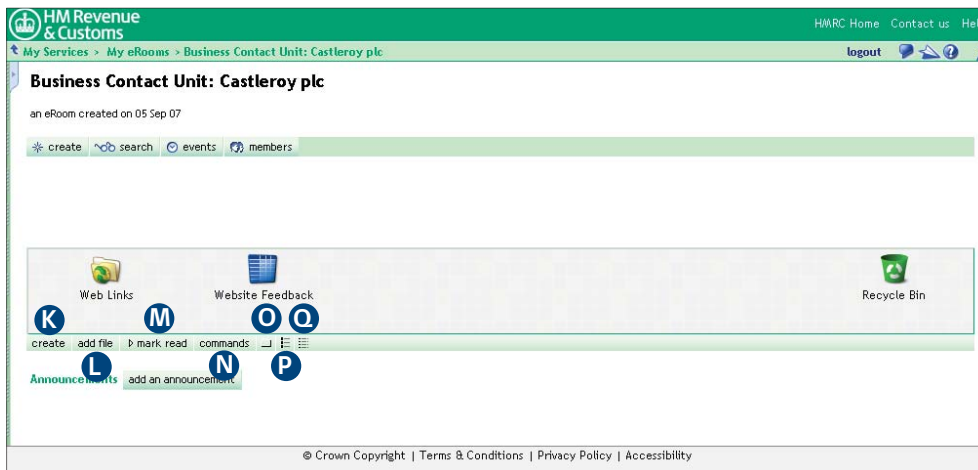 HM Revenue
& Customs
HMRC Home Contact us Hel
My Services > My eRooms > Business Contact Unit: Castleroy plc
logout
Business Contact Unit: Castleroy plc
an eRoom created on 05 Sep 07
create search events members
Web Links Website Feedback Recycle Bin
K M O Q
create add file mark read commands
L N P
Announcements add an announcement
© Crown Copyright | Terms & Conditions | Privacy Policy | Accessibility